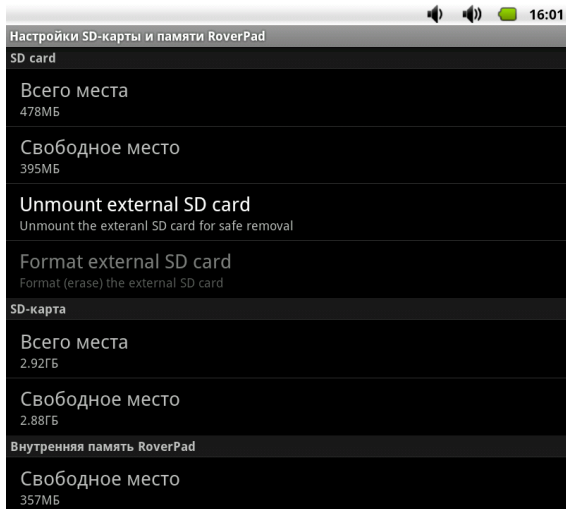 16:01
Настройки SD-карты и памяти RoverPad
SD card
Всего места
478МБ
Свободное место
395МБ
Unmount external SD card
Unmount the exteranl SD card for safe removal
Format external SD card
Format (erase) the external SD card
SD-карта
Всего места
2.92ГБ
Свободное место
2.88ГБ
Внутренняя память RoverPad
Свободное место
357МБ